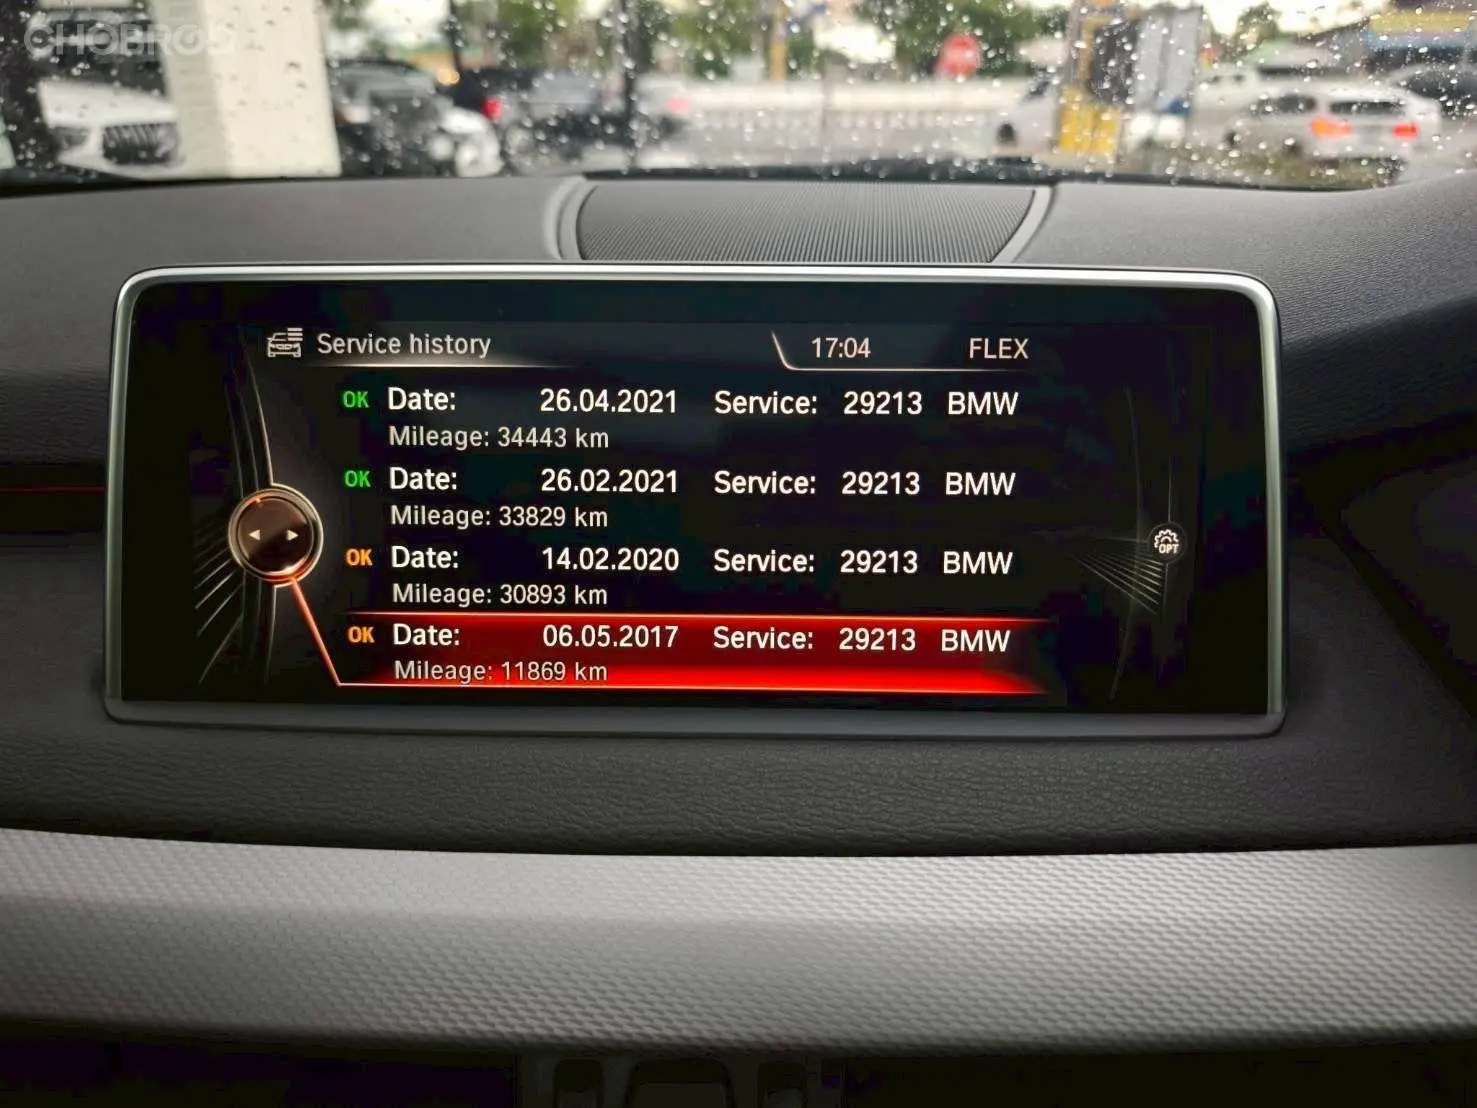 CHOBROD
Service history 17:04 FLEX
OK Date: 26.04.2021 Service: 29213 BMW
Mileage: 34443 km
OK Date: 26.02.2021 Service: 29213 BMW
Mileage: 33829 km
OK Date: 14.02.2020 Service: 29213 BMW
Mileage: 30893 km
OPT
OK Date: 06.05.2017 Service: 29213 BMW
Mileage: 11869 km